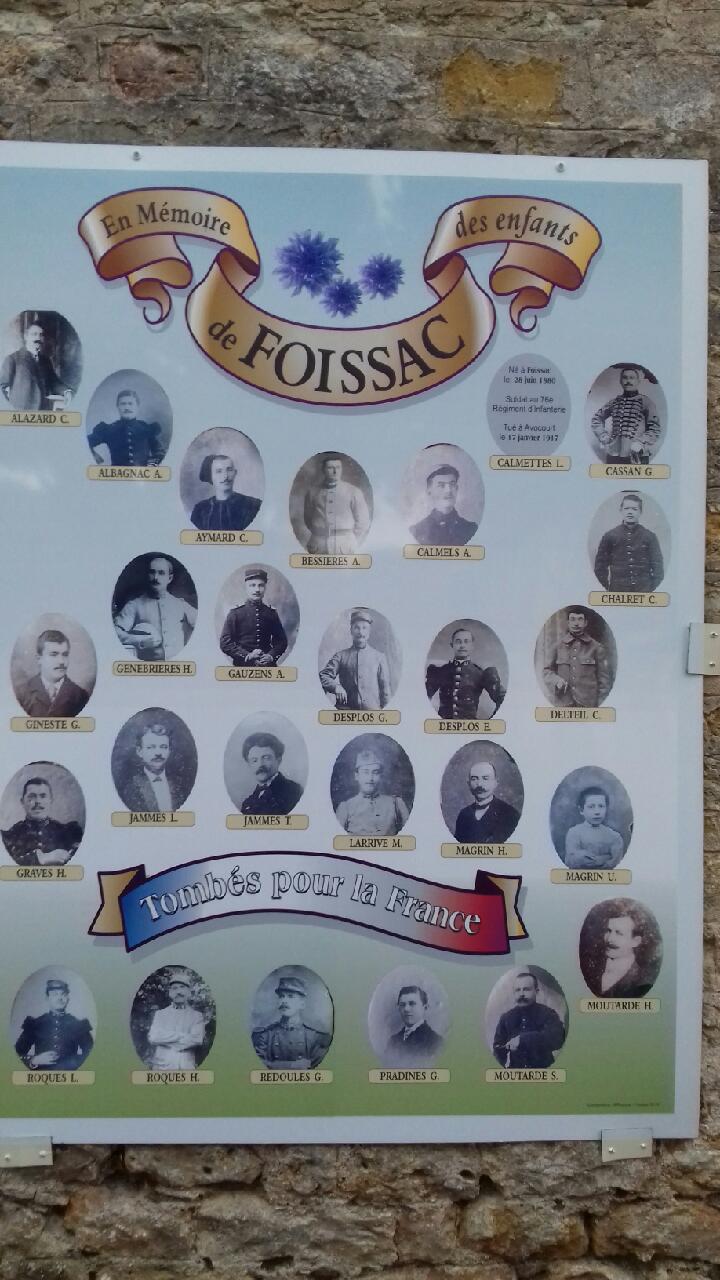 En Mémoire
des enfants
de FOISSAC
ALAZARD C.
ALBAGNAC A.
AYMARD C.
BESSIERES A.
CALMELS A.
Né à Foissac
le 28 juin 1980
Soldat au 76e
Régiment d'Infanterie
Tué à Avocourt
le 17 janvier 1917
CALMETTES L.
CASSAN G.
CHALRET C.
GINESTE G.
GENEBRIERES H.
GAUZENS A.
DESPLOS G.
DESPLOS E.
DELTEIL C.
GRAVES H.
JAMMES L.
JAMMES T.
LARRIVE M.
MAGRIN H.
MAGRIN U.
Tombés pour la France
MOUTARDE H.
ROQUES L.
ROQUES H.
REDOULES G.
PRADINES G.
MOUTARDE S.